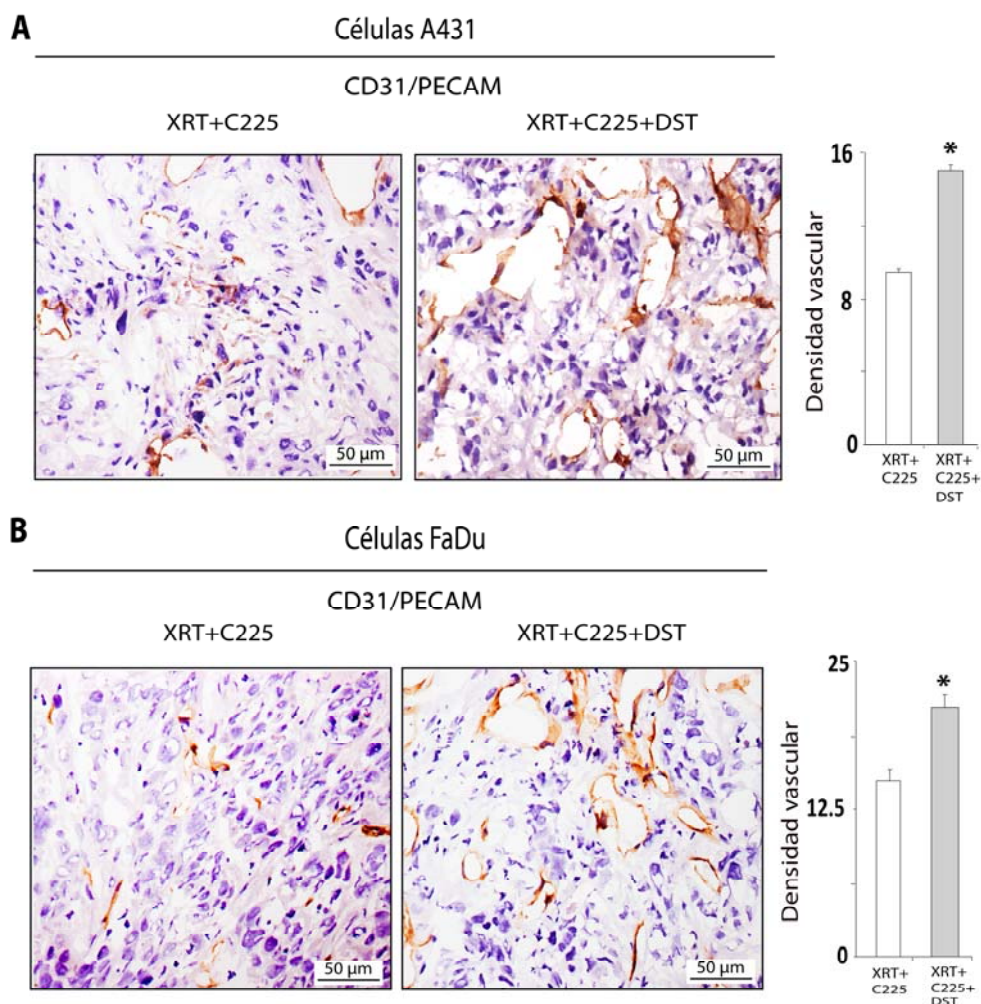 A
Células A431
CD31/PECAM
XRT+C225
XRT+C225+DST
50 µm
50 µm
Densidad vascular
16
8
0
*
XRT+
C225
XRT+
C225+
DST
B
Células FaDu
CD31/PECAM
XRT+C225
XRT+C225+DST
50 µm
50 µm
Densidad vascular
25
12.5
0
*
XRT+
C225
XRT+
C225+
DST